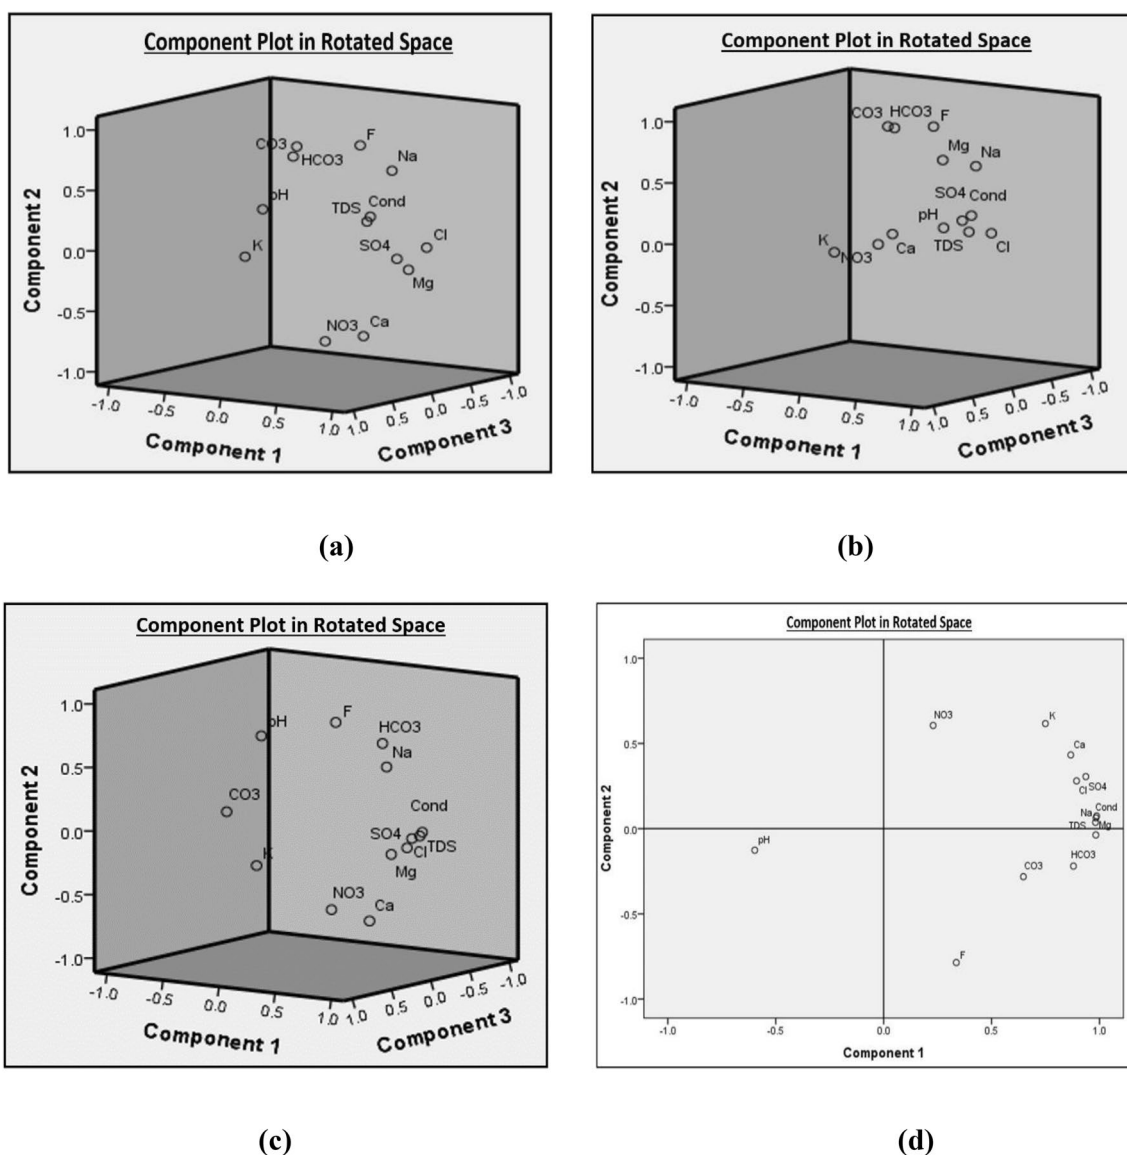 Component Plot in Rotated Space
Component 2
1.0
0.5
0.0
-0.5
-1.0
CO3
HCO3
F
Na
pH
TDS
Cond
K
SO4
Cl
Mg
NO3
Ca
-1.0 -0.5 0.0 0.5 1.0
Component 1
1.0 0.5 0.0 -0.5 -1.0
Component 3
(a)
Component Plot in Rotated Space
Component 2
1.0
0.5
0.0
-0.5
-1.0
CO3 HCO3 F
Mg Na
SO4 Cond
pH
K
NO3 Ca TDS Cl
-1.0 -0.5 0.0 0.5 1.0
Component 1
1.0 0.5 0.0 -0.5 -1.0
Component 3
(b)
Component Plot in Rotated Space
Component 2
1.0
0.5
0.0
-0.5
-1.0
pH
F
HCO3
Na
CO3
Cond
SO4
Cl TDS
K
Mg
NO3
Ca
-1.0 -0.5 0.0 0.5 1.0
Component 1
1.0 0.5 0.0 -0.5 -1.0
Component 3
(c)
Component Plot in Rotated Space
Component 2
1.0
0.5
0.0
-0.5
-1.0
NO3
K
Ca
Cl SO4
Na Cond
TDS Mg
pH
CO3
HCO3
F
-1.0 -0.5 0.0 0.5 1.0
Component 1
(d)